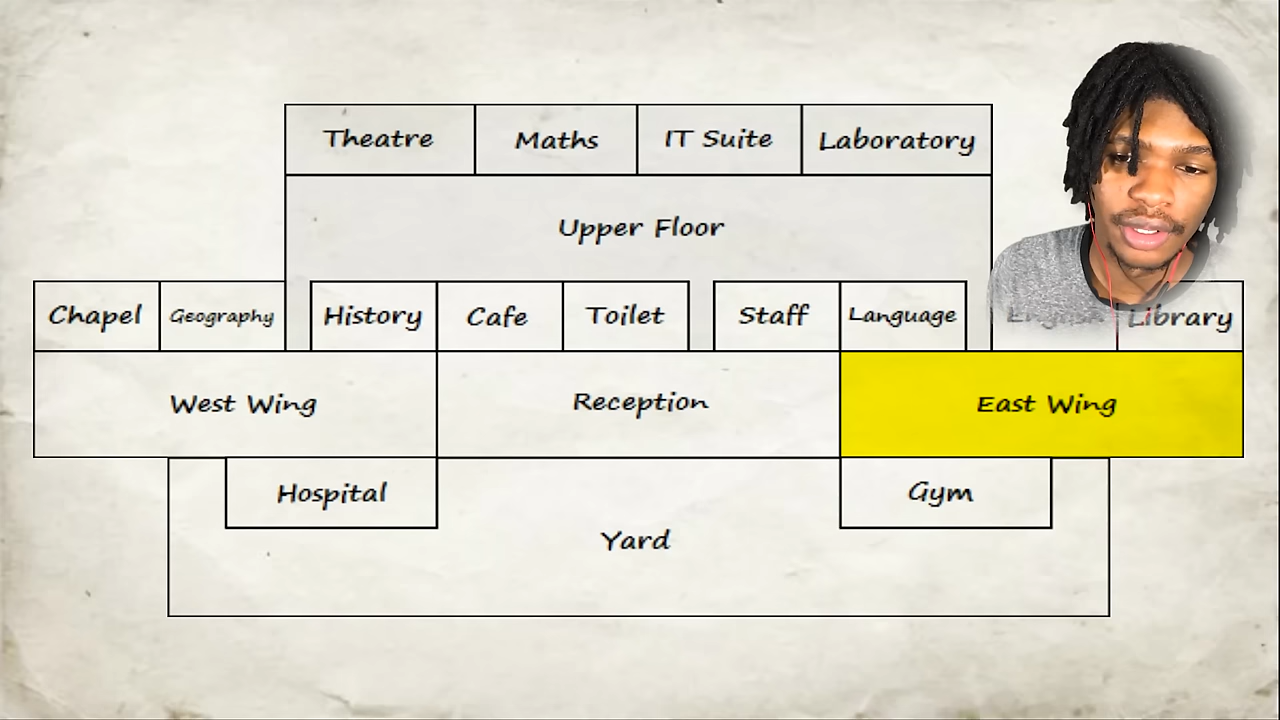 Theatre
Maths
IT Suite
Laboratory
Upper Floor
Chapel
Geography
History
Cafe
Toilet
Staff
Language
English
Library
West Wing
Reception
East Wing
Hospital
Gym
Yard